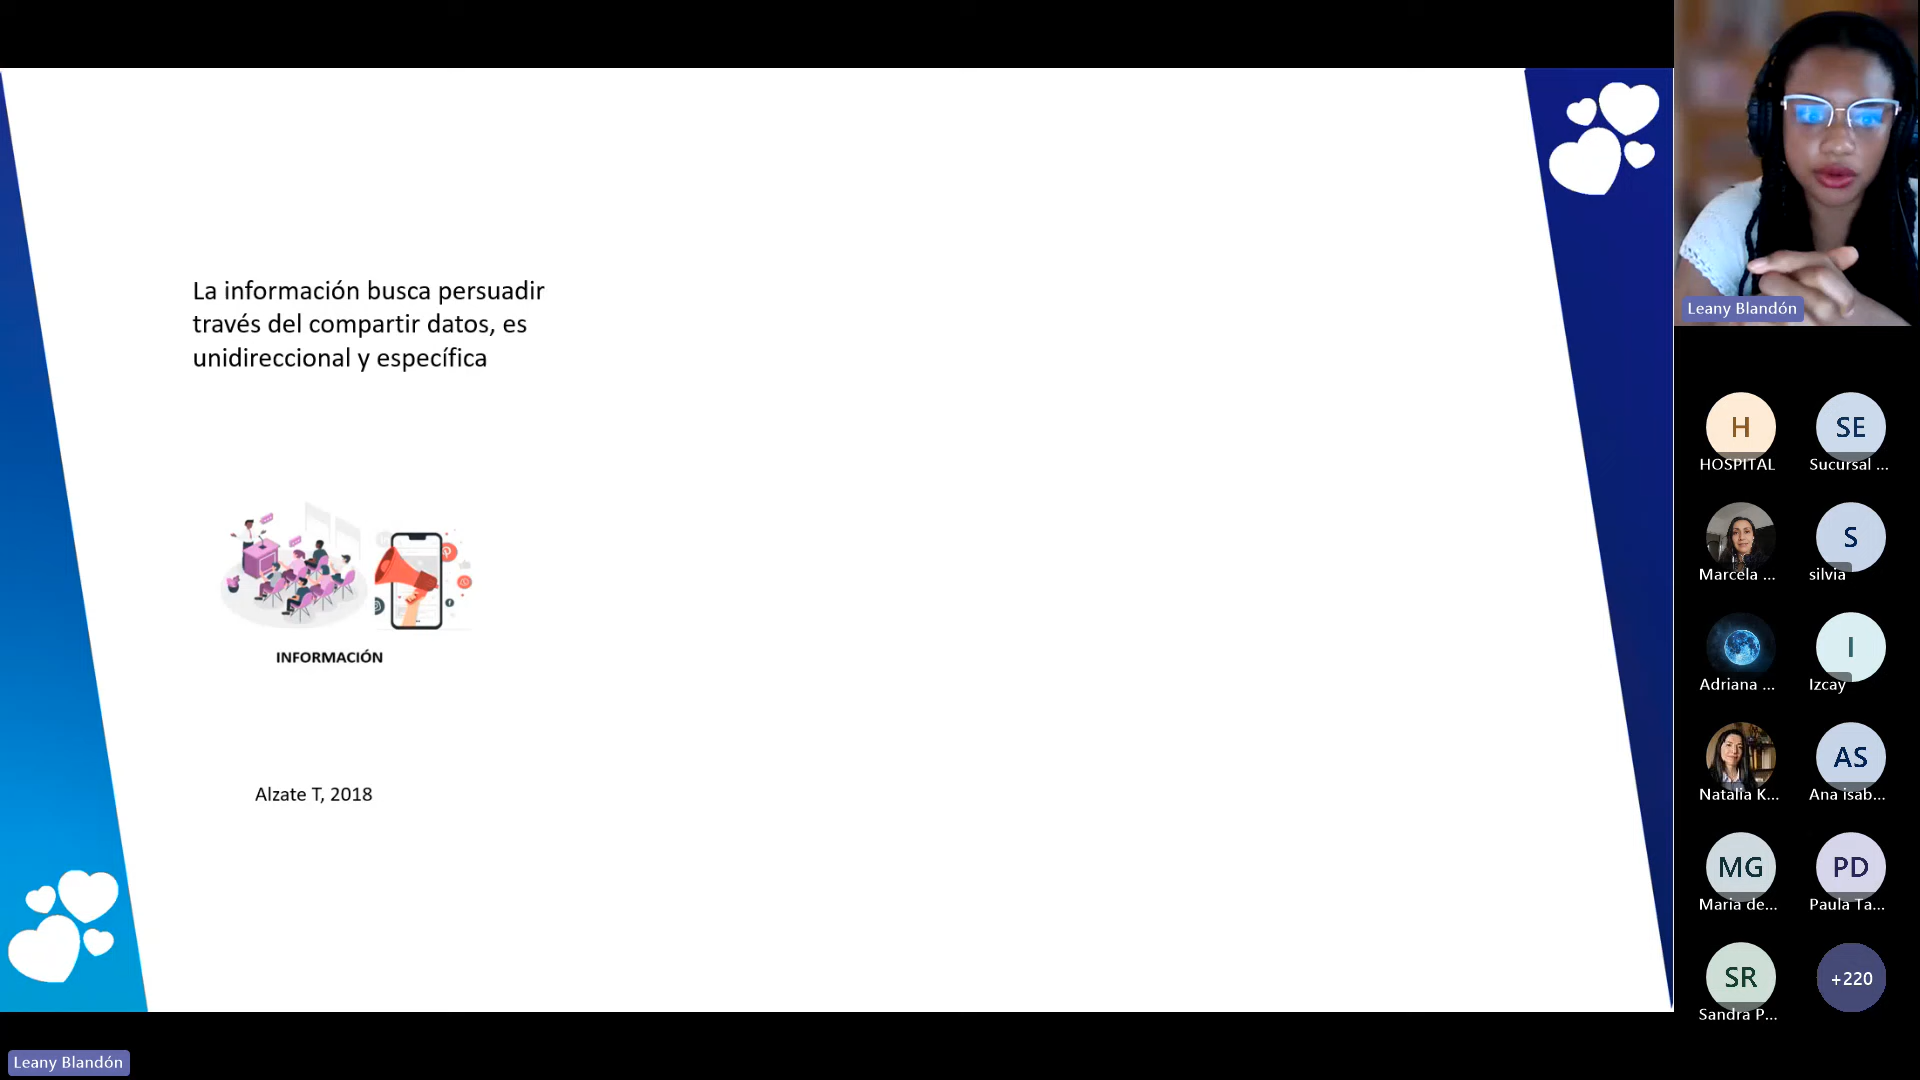 La información busca persuadir
través del compartir datos, es
unidireccional y específica
INFORMACIÓN
Alzate T, 2018
Leany Blandón
Leany Blandón
H
HOSPITAL
SE
Sucursal ...
Marcela ...
S
silvia
Adriana ...
I
Izcay
Natalia K...
AS
Ana isab...
MG
Maria de...
PD
Paula Ta...
SR
Sandra P...
+220